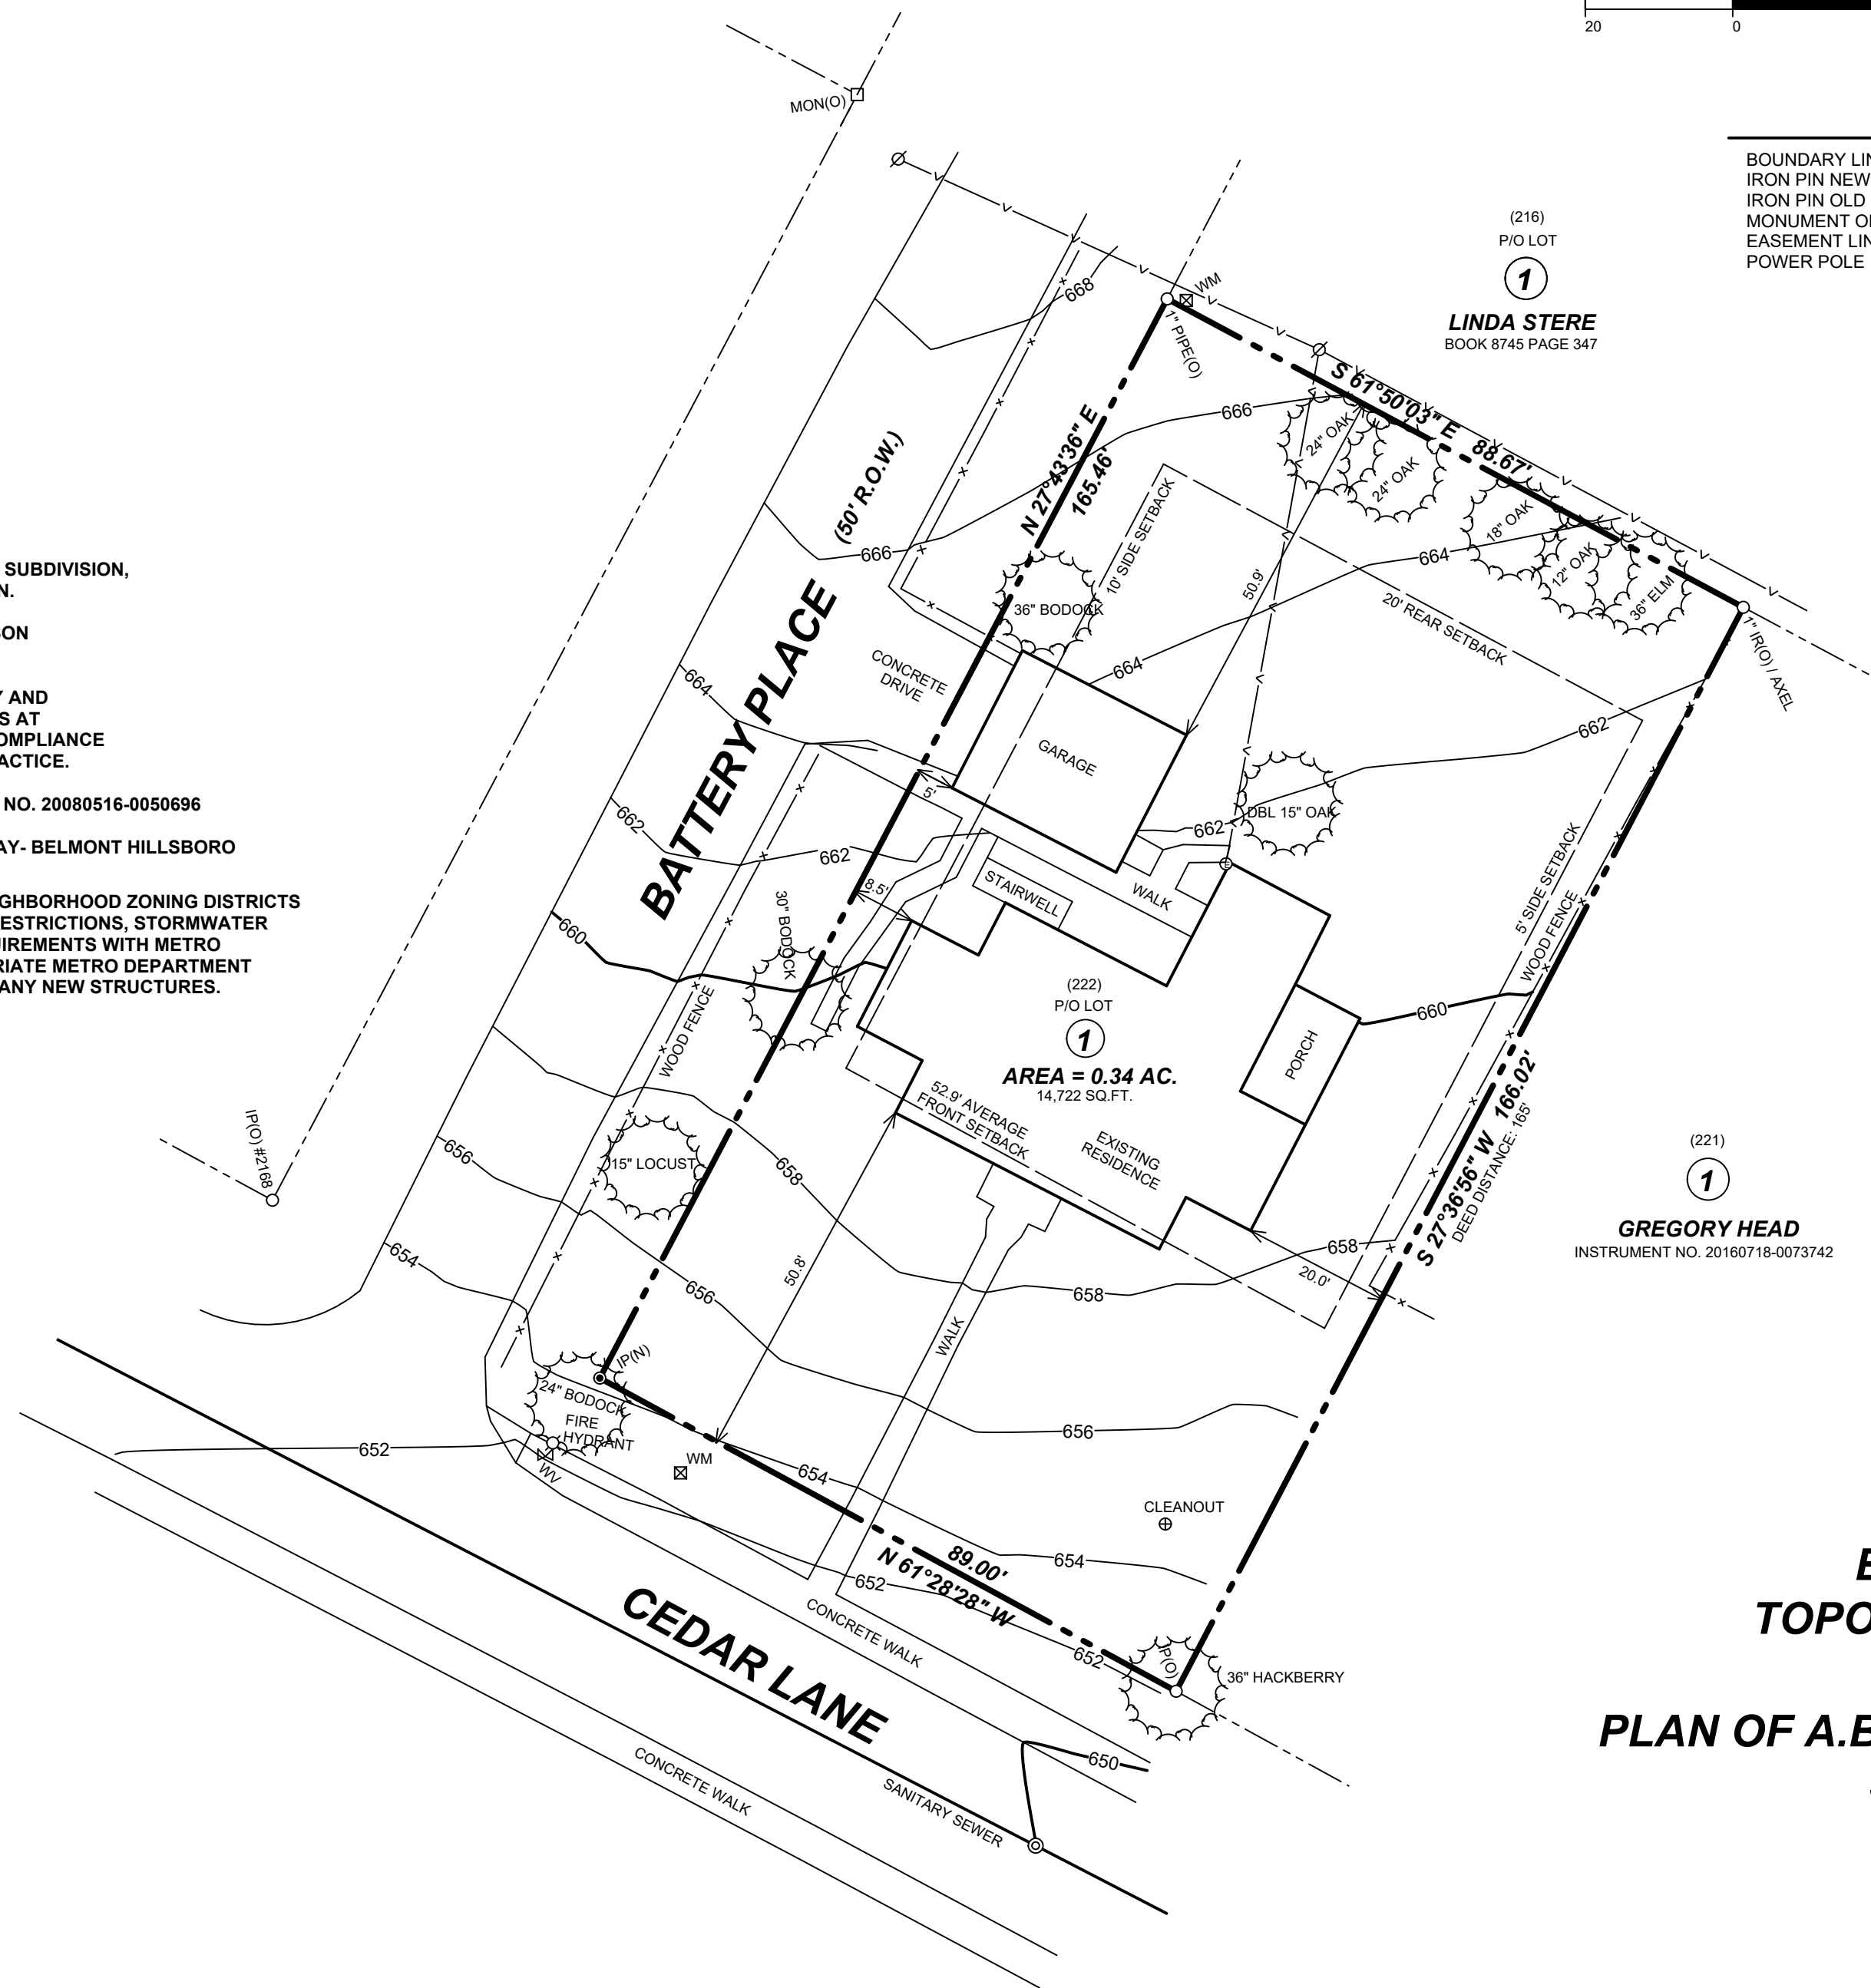 20
0
MON(O)
BOUNDARY LIN
IRON PIN NEW
IRON PIN OLD
MONUMENT OL
EASEMENT LIN
POWER POLE
(216)
P/O LOT
1
LINDA STERE
BOOK 8745 PAGE 347
WM
1" PIPE(O)
668
S 61°50'03" E 88.67'
666
24" OAK
24" OAK
18" OAK
12" OAK
36" ELM
N 27°43'36" E
165.46'
(50' R.O.W.)
10' SIDE SETBACK
666
664
50.9'
20' REAR SETBACK
36" BODOCK
1" IR(O) / AXEL
SUBDIVISION,
N.
SON
Y AND
S AT
OMPLIANCE
ACTICE.
NO. 20080516-0050696
AY- BELMONT HILLSBORO
IGHBORHOOD ZONING DISTRICTS
ESTRICTIONS, STORMWATER
UIREMENTS WITH METRO
RIATE METRO DEPARTMENT
ANY NEW STRUCTURES.
BATTERY PLACE
CONCRETE
DRIVE
664
664
662
GARAGE
5'
DBL 15" OAK
662
662
662
STAIRWELL
WALK
8.5'
5' SIDE SETBACK
WOOD FENCE
30" BODOCK
660
WOOD FENCE
(222)
P/O LOT
1
AREA = 0.34 AC.
14,722 SQ.FT.
660
PORCH
52.9' AVERAGE
FRONT SETBACK
EXISTING
RESIDENCE
S 27°36'56" W 166.02'
DEED DISTANCE: 165'
(221)
1
GREGORY HEAD
INSTRUMENT NO. 20160718-0073742
IP(O) #2168
656
15" LOCUST
658
654
50.8'
656
658
658
20.0'
WALK
IP(N)
24" BODOCK
FIRE
HYDRANT
WV
WM
652
654
656
CLEANOUT
89.00'
N 61°28'28" W
654
652
652
IP(O)
36" HACKBERRY
CEDAR LANE
CONCRETE WALK
CONCRETE WALK
SANITARY SEWER
650
TOPO
PLAN OF A.B